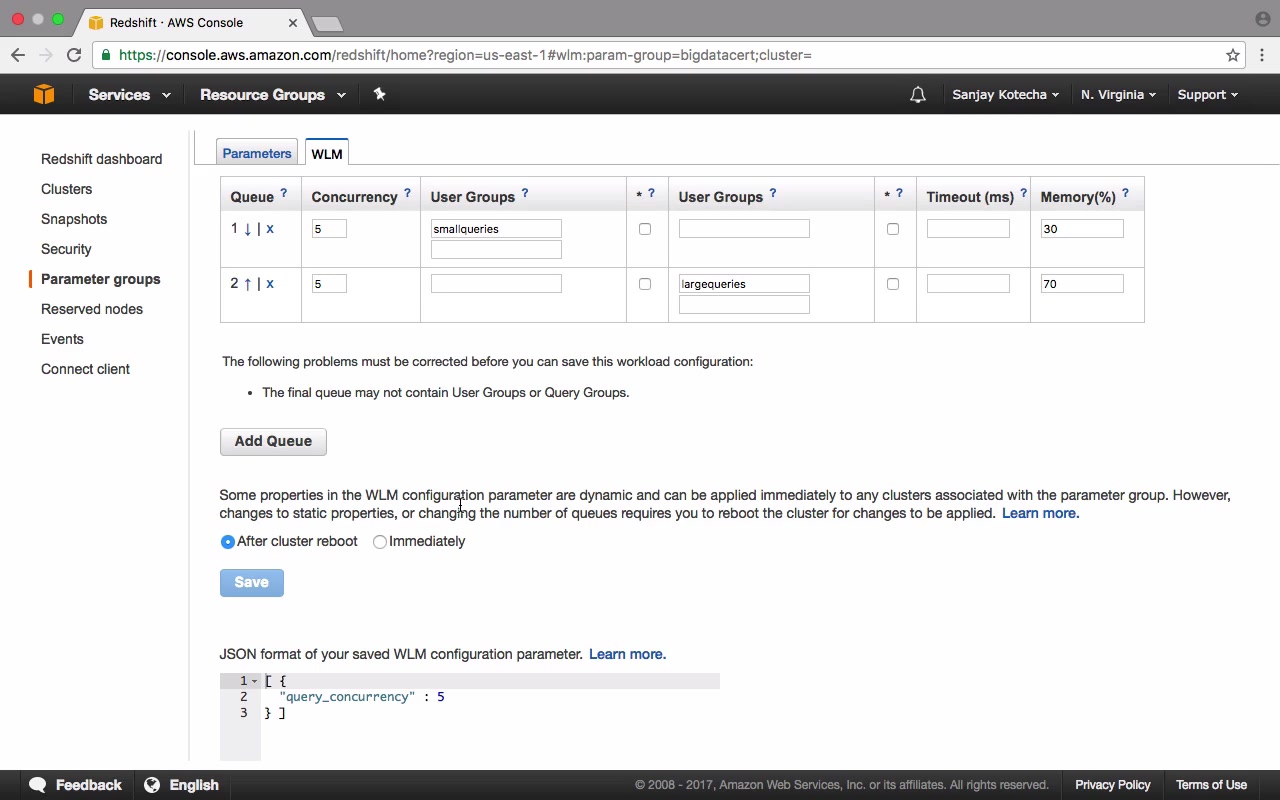 Redshift · AWS Console
https://console.aws.amazon.com/redshift/home?region=us-east-1#wlm:param-group=bigdatacert;cluster=
Services Resource Groups Sanjay Kotecha N. Virginia Support
Redshift dashboard
Clusters
Snapshots
Security
Parameter groups
Reserved nodes
Events
Connect client
Parameters WLM
Queue ? Concurrency ? User Groups ? * ? User Groups ? * ? Timeout (ms) ? Memory(%) ?
1 ↓ | x 5 smallqueries 30
2 ↑ | x 5 largequeries 70
The following problems must be corrected before you can save this workload configuration:
• The final queue may not contain User Groups or Query Groups.
Add Queue
Some properties in the WLM configuration parameter are dynamic and can be applied immediately to any clusters associated with the parameter group. However,
changes to static properties, or changing the number of queues requires you to reboot the cluster for changes to be applied. Learn more.
After cluster reboot Immediately
Save
JSON format of your saved WLM configuration parameter. Learn more.
1 [ {
2 "query_concurrency" : 5
3 } ]
Feedback English © 2008 - 2017, Amazon Web Services, Inc. or its affiliates. All rights reserved. Privacy Policy Terms of Use